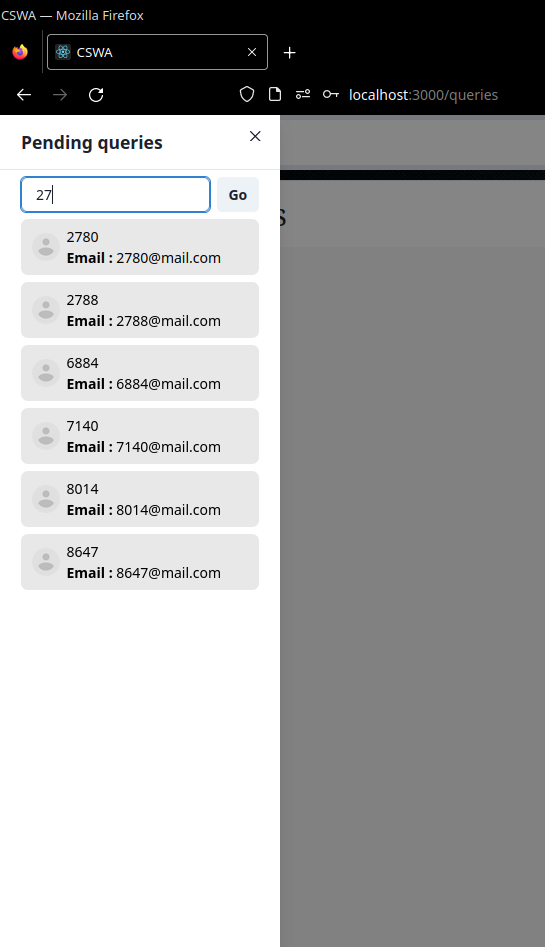 CSWA — Mozilla Firefox
CSWA
localhost:3000/queries
Pending queries
s
27
Go
2780
Email : 2780@mail.com
2788
Email : 2788@mail.com
6884
Email : 6884@mail.com
7140
Email : 7140@mail.com
8014
Email : 8014@mail.com
8647
Email : 8647@mail.com